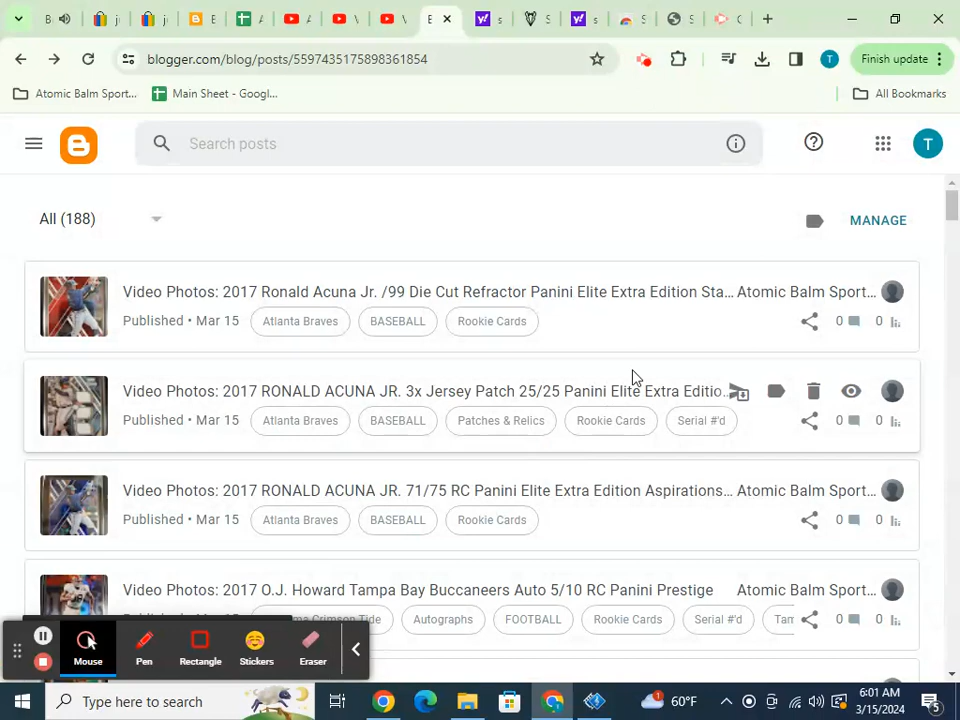 B
j
j
B
A
V
V
E
s
S
s
S
S
C
blogger.com/blog/posts/5597435175898361854
T
Finish update
Atomic Balm Sport...
Main Sheet - Googl...
All Bookmarks
Search posts
T
All (188)
MANAGE
Video Photos: 2017 Ronald Acuna Jr. /99 Die Cut Refractor Panini Elite Extra Edition Sta... Atomic Balm Sport...
Published • Mar 15 Atlanta Braves BASEBALL Rookie Cards 0 0
Video Photos: 2017 RONALD ACUNA JR. 3x Jersey Patch 25/25 Panini Elite Extra Editio...
Published • Mar 15 Atlanta Braves BASEBALL Patches & Relics Rookie Cards Serial #'d 0 0
Video Photos: 2017 RONALD ACUNA JR. 71/75 RC Panini Elite Extra Edition Aspirations... Atomic Balm Sport...
Published • Mar 15 Atlanta Braves BASEBALL Rookie Cards 0 0
Video Photos: 2017 O.J. Howard Tampa Bay Buccaneers Auto 5/10 RC Panini Prestige Atomic Balm Sport...
Crimson Tide Autographs FOOTBALL Rookie Cards Serial #'d Tam 0 0
Mouse Pen Rectangle Stickers Eraser
Type here to search
1
60°F
6:01 AM
3/15/2024
5